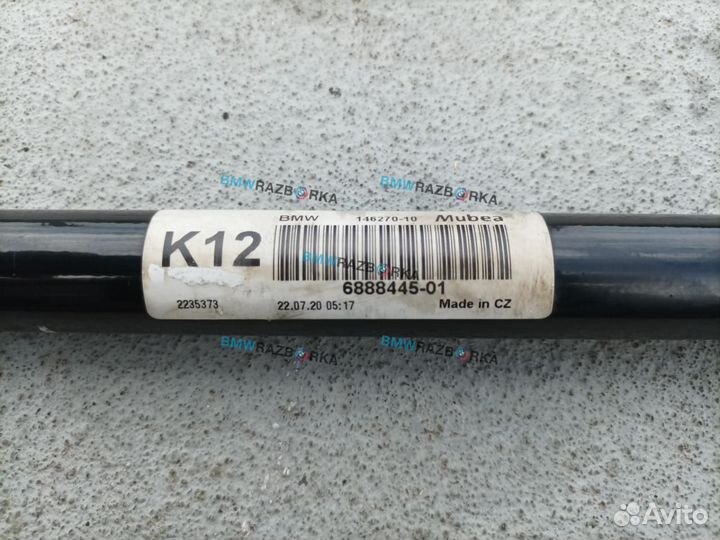 BMWRAZBORKA BMWRAZBORKA
BMW 146270-10 Mubea
K12
BMWRAZBORKA
6888445-01
2235373 22.07.20 05:17 Made in CZ
BMWRAZBORKA BMWRAZBORKA
Avito